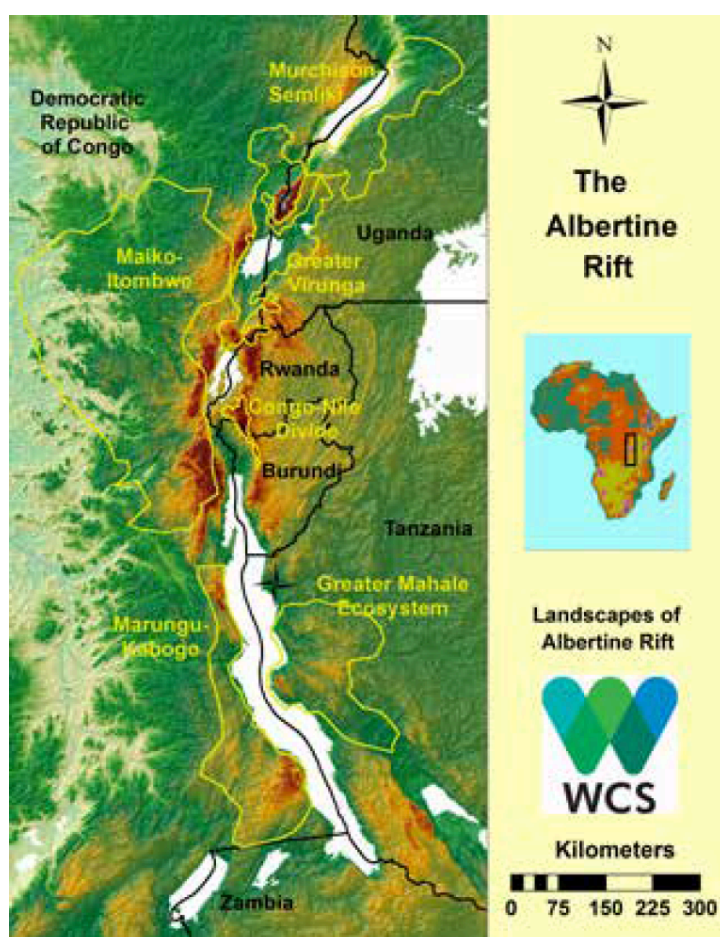 Murchison-
Semliki
Democratic
Republic
of Congo
Uganda
Maiko-
Itombwe
Greater
Virunga
Rwanda
Congo-Nile
Divide
Burundi
Tanzania
Greater Mahale
Ecosystem
Marungu-
Kabogo
Zambia
N
The
Albertine
Rift
Landscapes of
Albertine Rift
WCS
Kilometers
0 75 150 225 300